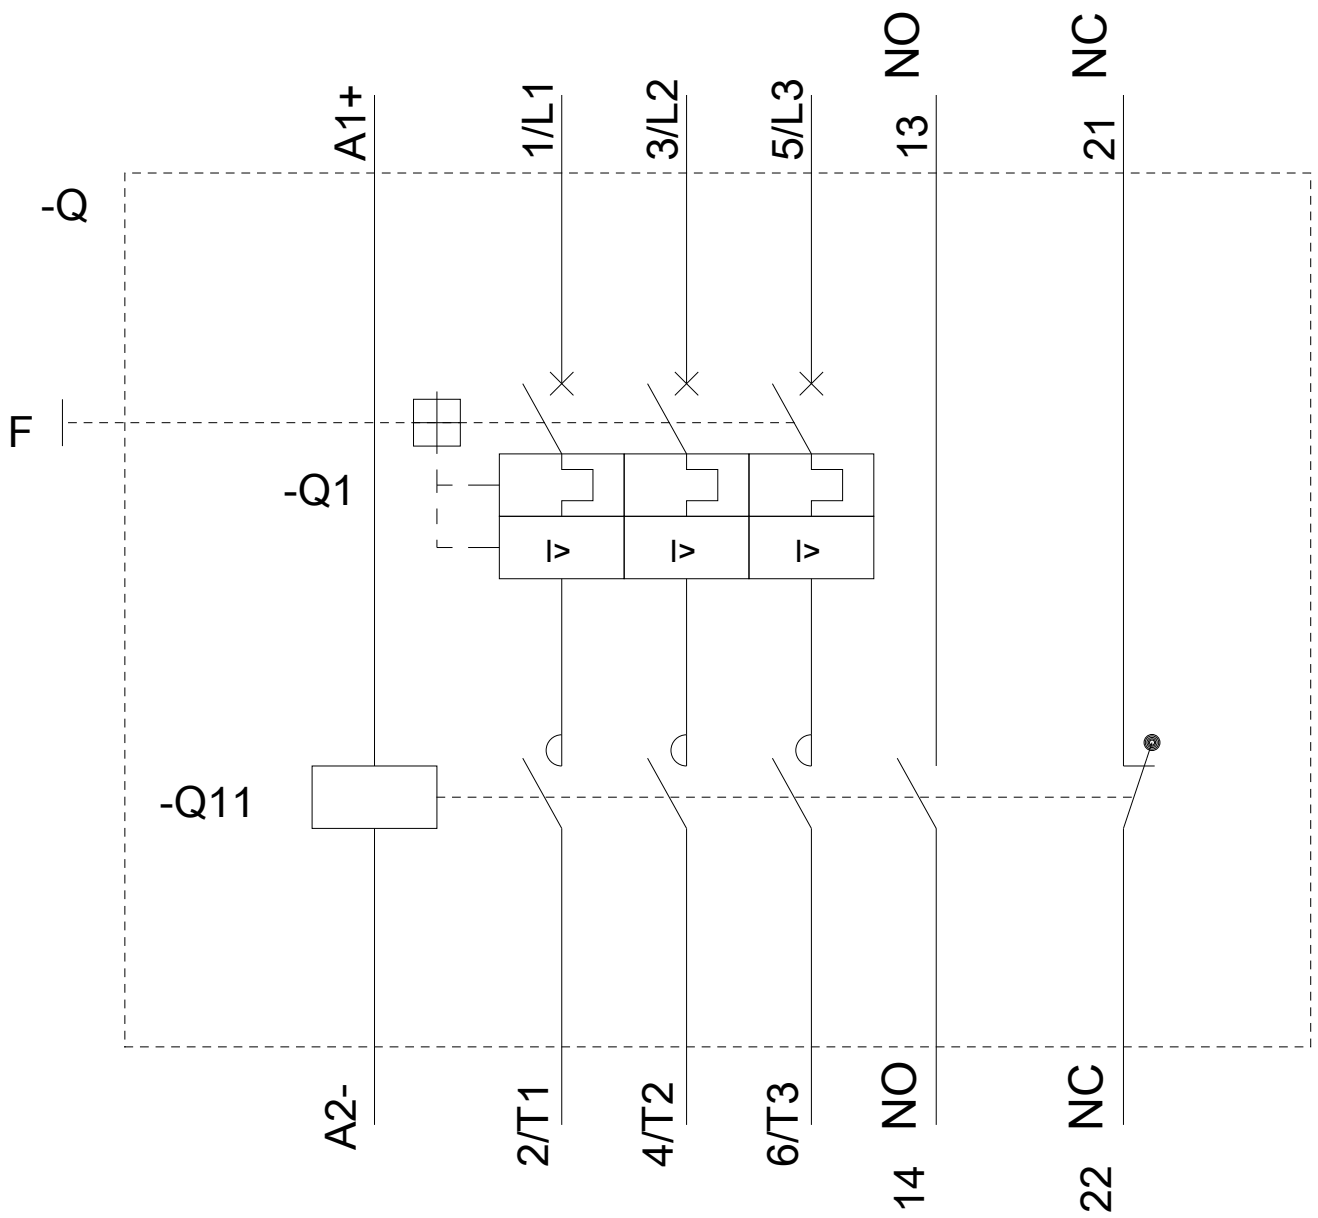 NO
NC
A1+
1/L1
3/L2
5/L3
13
21
-Q
F
-Q1
I>
I>
I>
-Q11
A2-
2/T1
4/T2
6/T3
NO
NC
14
22